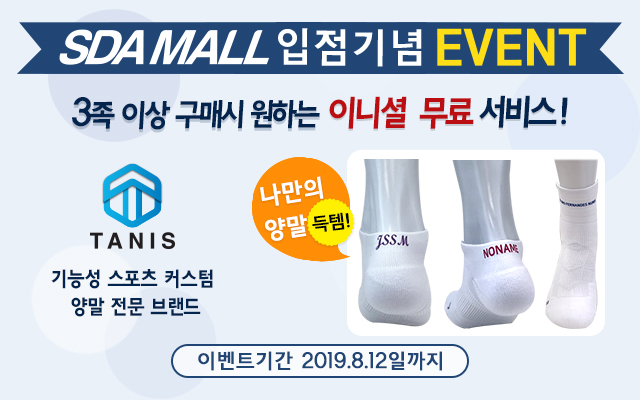 SDA MALL 입점기념 EVENT
3족 이상 구매시 원하는 이니셜 무료 서비스!
나만의
양말 득템!
JSSM
NONAME
TANIS
기능성 스포츠 커스텀
양말 전문 브랜드
이벤트기간 2019.8.12일까지